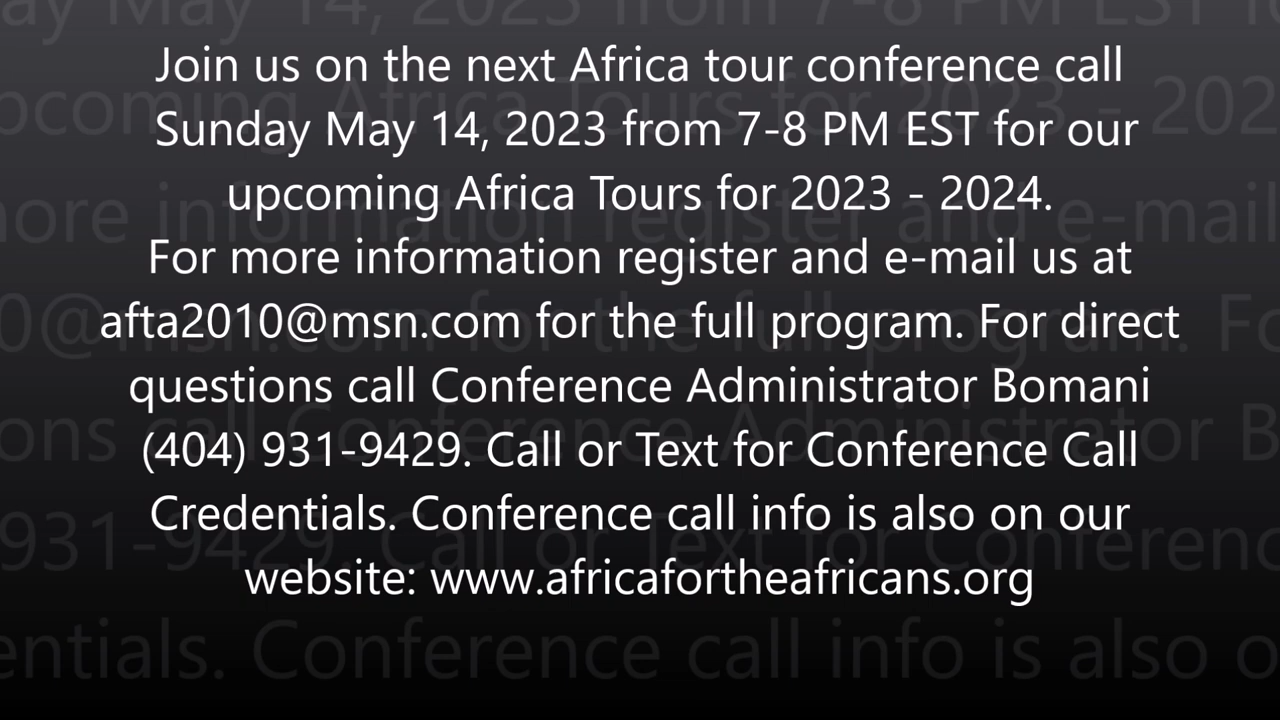 Join us on the next Africa tour conference call
Sunday May 14, 2023 from 7-8 PM EST for our
upcoming Africa Tours for 2023 - 2024.
For more information register and e-mail us at
afta2010@msn.com for the full program. For direct
questions call Conference Administrator Bomani
(404) 931-9429. Call or Text for Conference Call
Credentials. Conference call info is also on our
website: www.africafortheafricans.org